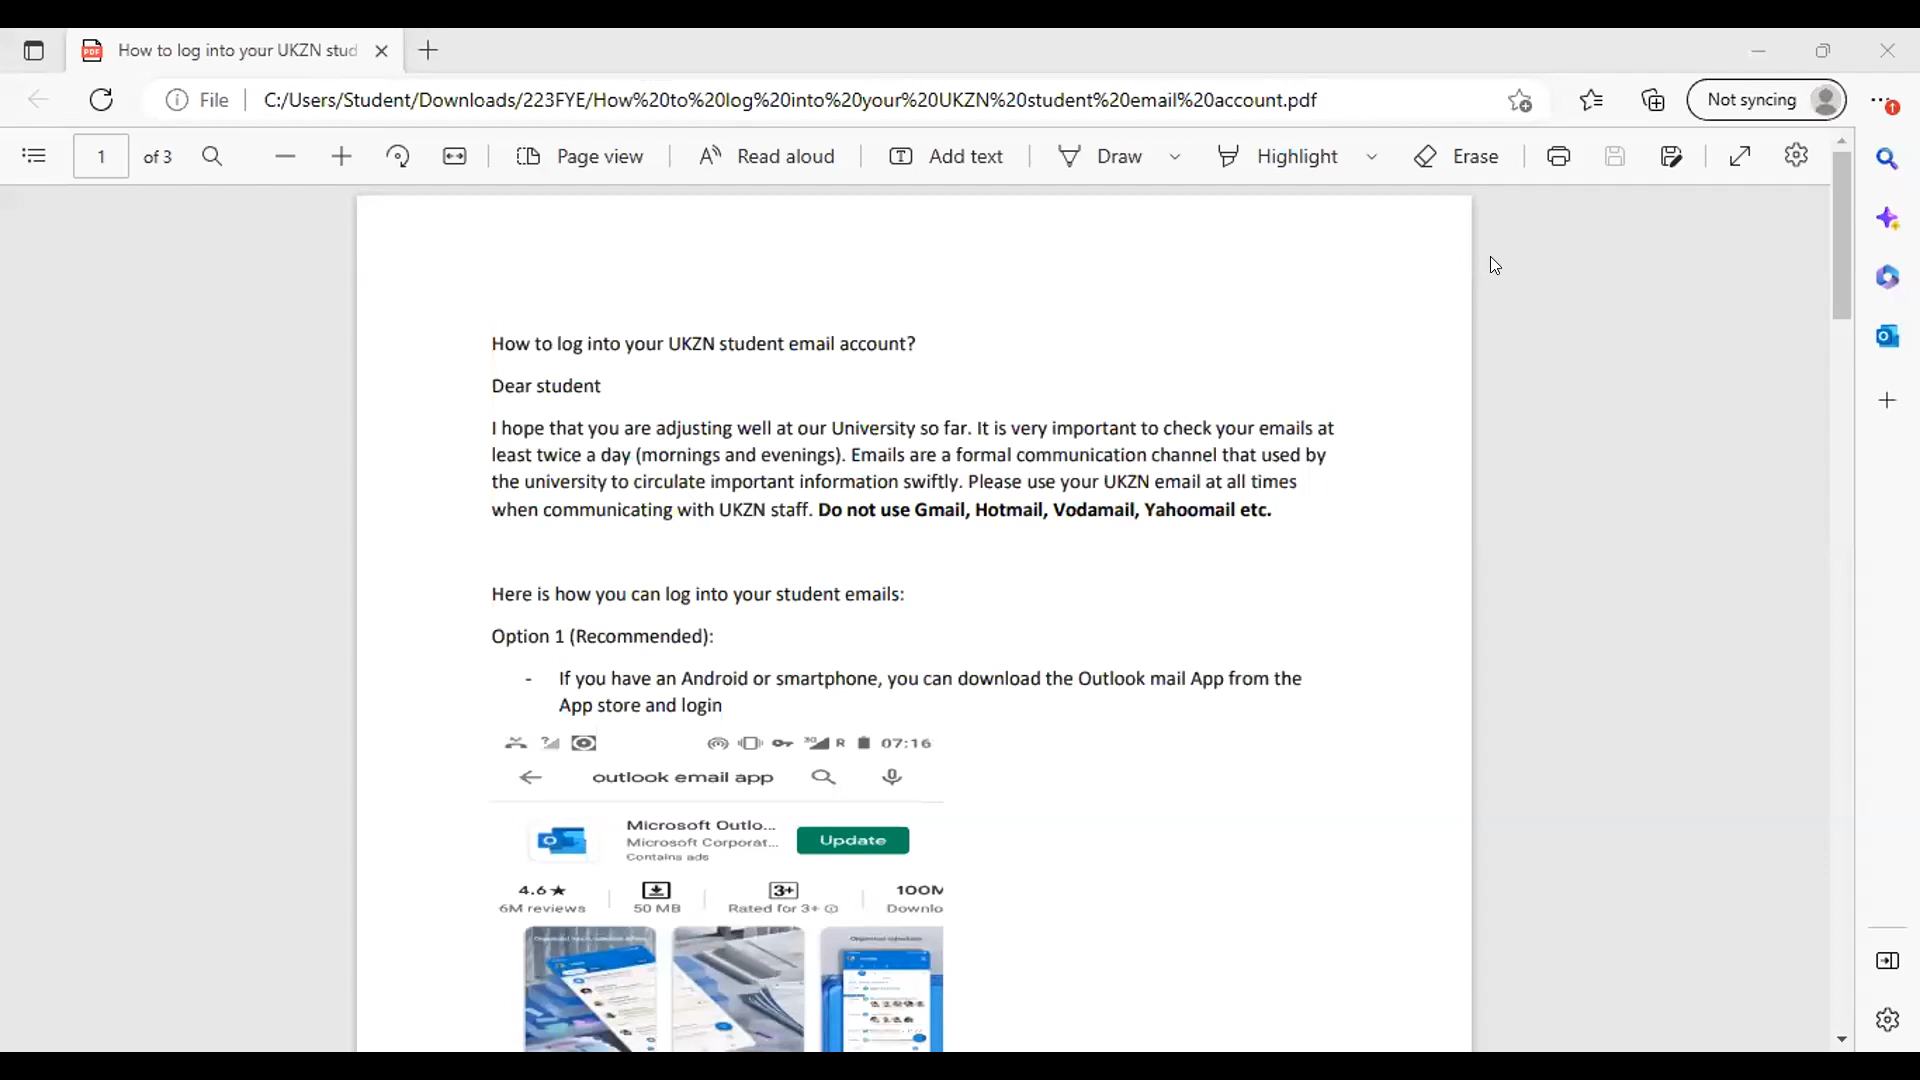 How to log into your UKZN stud
File
C:/Users/Student/Downloads/223FYE/How%20to%20log%20into%20your%20UKZN%20student%20email%20account.pdf
Not syncing
1 of 3
Page view
Read aloud
Add text
Draw
Highlight
Erase
How to log into your UKZN student email account?
Dear student
I hope that you are adjusting well at our University so far. It is very important to check your emails at
least twice a day (mornings and evenings). Emails are a formal communication channel that used by
the university to circulate important information swiftly. Please use your UKZN email at all times
when communicating with UKZN staff. Do not use Gmail, Hotmail, Vodamail, Yahoomail etc.
Here is how you can log into your student emails:
Option 1 (Recommended):
- If you have an Android or smartphone, you can download the Outlook mail App from the
App store and login
R 07:16
outlook email app
Microsoft Outlo...
Microsoft Corporat...
Contains ads
Update
4.6★ 3+ 100M
6M reviews 50 MB Rated for 3+ Downlo